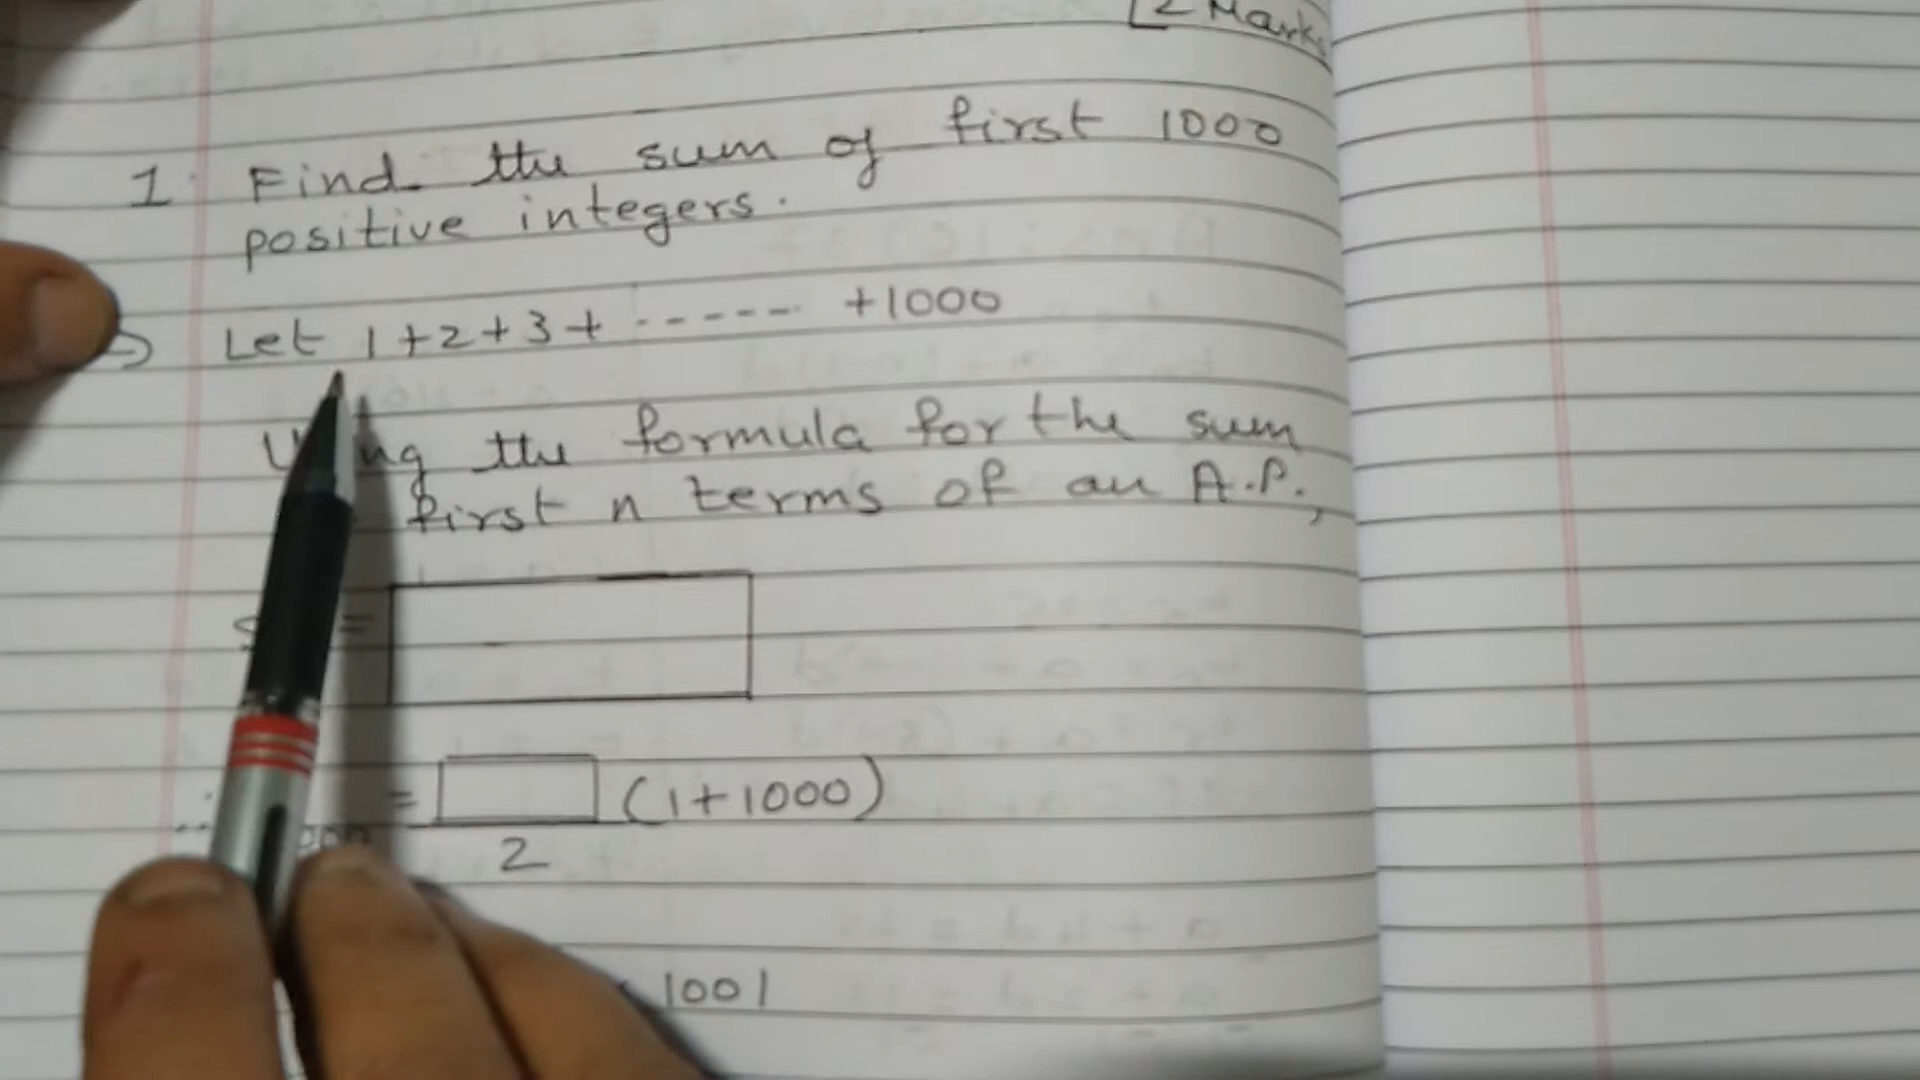 [2 Marks
1. Find the sum of first 1000
positive integers.
→ Let 1+2+3+ ------ +1000
the formula for the sum
first n terms of an A.P.,
=
= (1+1000)
2
1001